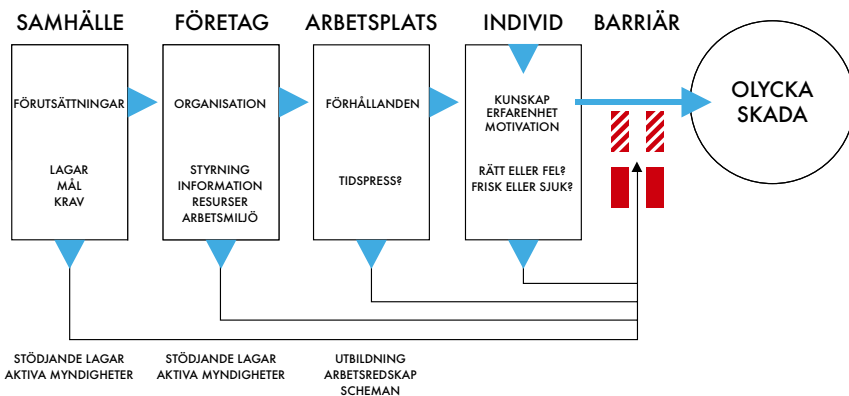 SAMHÄLLE
FÖRETAG
ARBETSPLATS
INDIVID
BARRIÄR
FÖRUTSÄTTNINGAR
LAGAR
MÅL
KRAV
ORGANISATION
STYRNING
INFORMATION
RESURSER
ARBETSMILJÖ
FÖRHÅLLANDEN
TIDSPRESS?
KUNSKAP
ERFARENHET
MOTIVATION
RÄTT ELLER FEL?
FRISK ELLER SJUK?
OLYCKA
SKADA
STÖDJANDE LAGAR
AKTIVA MYNDIGHETER
STÖDJANDE LAGAR
AKTIVA MYNDIGHETER
UTBILDNING
ARBETSREDSKAP
SCHEMAN